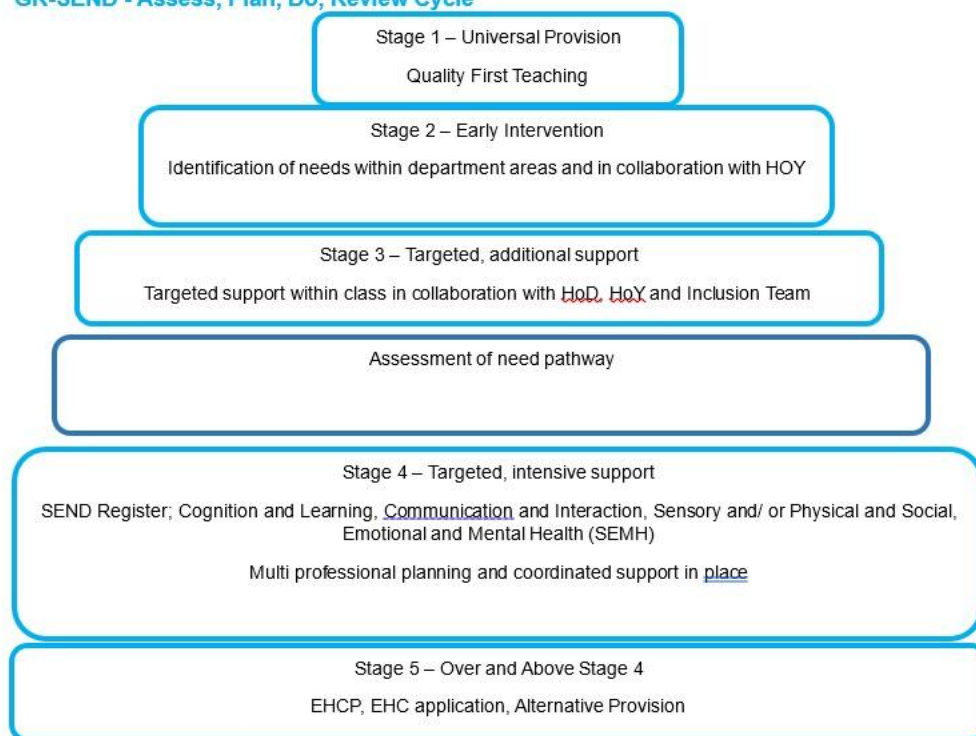 GR-SEND - Assess, Plan, Do, Review Cycle
Stage 1 – Universal Provision
Quality First Teaching
Stage 2 – Early Intervention
Identification of needs within department areas and in collaboration with HOY
Stage 3 – Targeted, additional support
Targeted support within class in collaboration with HoD, HoY and Inclusion Team
Assessment of need pathway
Stage 4 – Targeted, intensive support
SEND Register; Cognition and Learning, Communication and Interaction, Sensory and/ or Physical and Social,
Emotional and Mental Health (SEMH)
Multi professional planning and coordinated support in place
Stage 5 – Over and Above Stage 4
EHCP, EHC application, Alternative Provision